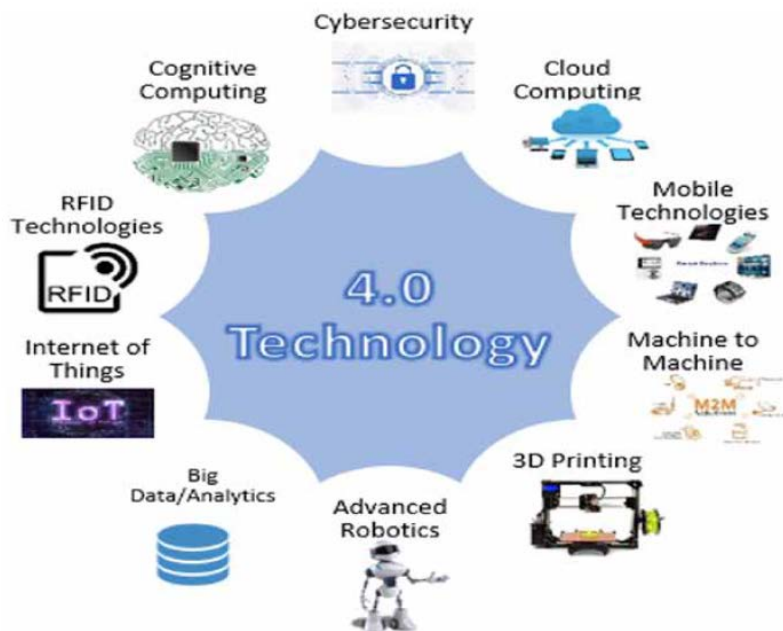 Cybersecurity
Cognitive
Computing
Cloud
Computing
RFID
Technologies
RFID
Mobile
Technologies
4.0
Technology
Internet of
Things
IoT
Machine to
Machine
M2M
Big
Data/Analytics
Advanced
Robotics
3D Printing